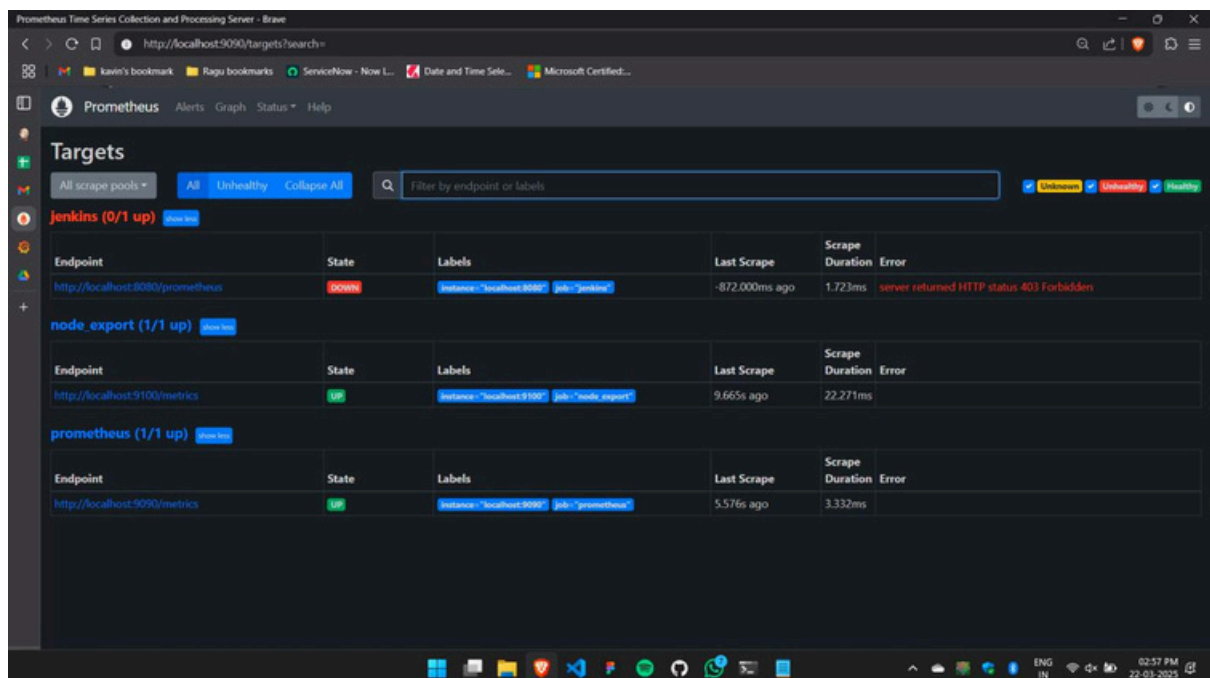 Prometheus Time Series Collection and Processing Server - Brave
http://localhost:9090/targets?search=
kavin's bookmark Ragu bookmarks ServiceNow - Now L... Date and Time Sele... Microsoft Certified:...
Prometheus Alerts Graph Status Help
Targets
All scrape pools All Unhealthy Collapse All Filter by endpoint or labels Unknown Unhealthy Healthy
jenkins (0/1 up) show less
Endpoint State Labels Last Scrape Scrape Duration Error
http://localhost:8080/prometheus DOWN instance="localhost:8080" job="jenkins" -872.000ms ago 1.723ms server returned HTTP status 403 Forbidden
node_export (1/1 up) show less
Endpoint State Labels Last Scrape Scrape Duration Error
http://localhost:9100/metrics UP instance="localhost:9100" job="node_export" 9.665s ago 22.271ms
prometheus (1/1 up) show less
Endpoint State Labels Last Scrape Scrape Duration Error
http://localhost:9090/metrics UP instance="localhost:9090" job="prometheus" 5.576s ago 3.332ms
ENG 02:57 PM
IN 22-03-2025